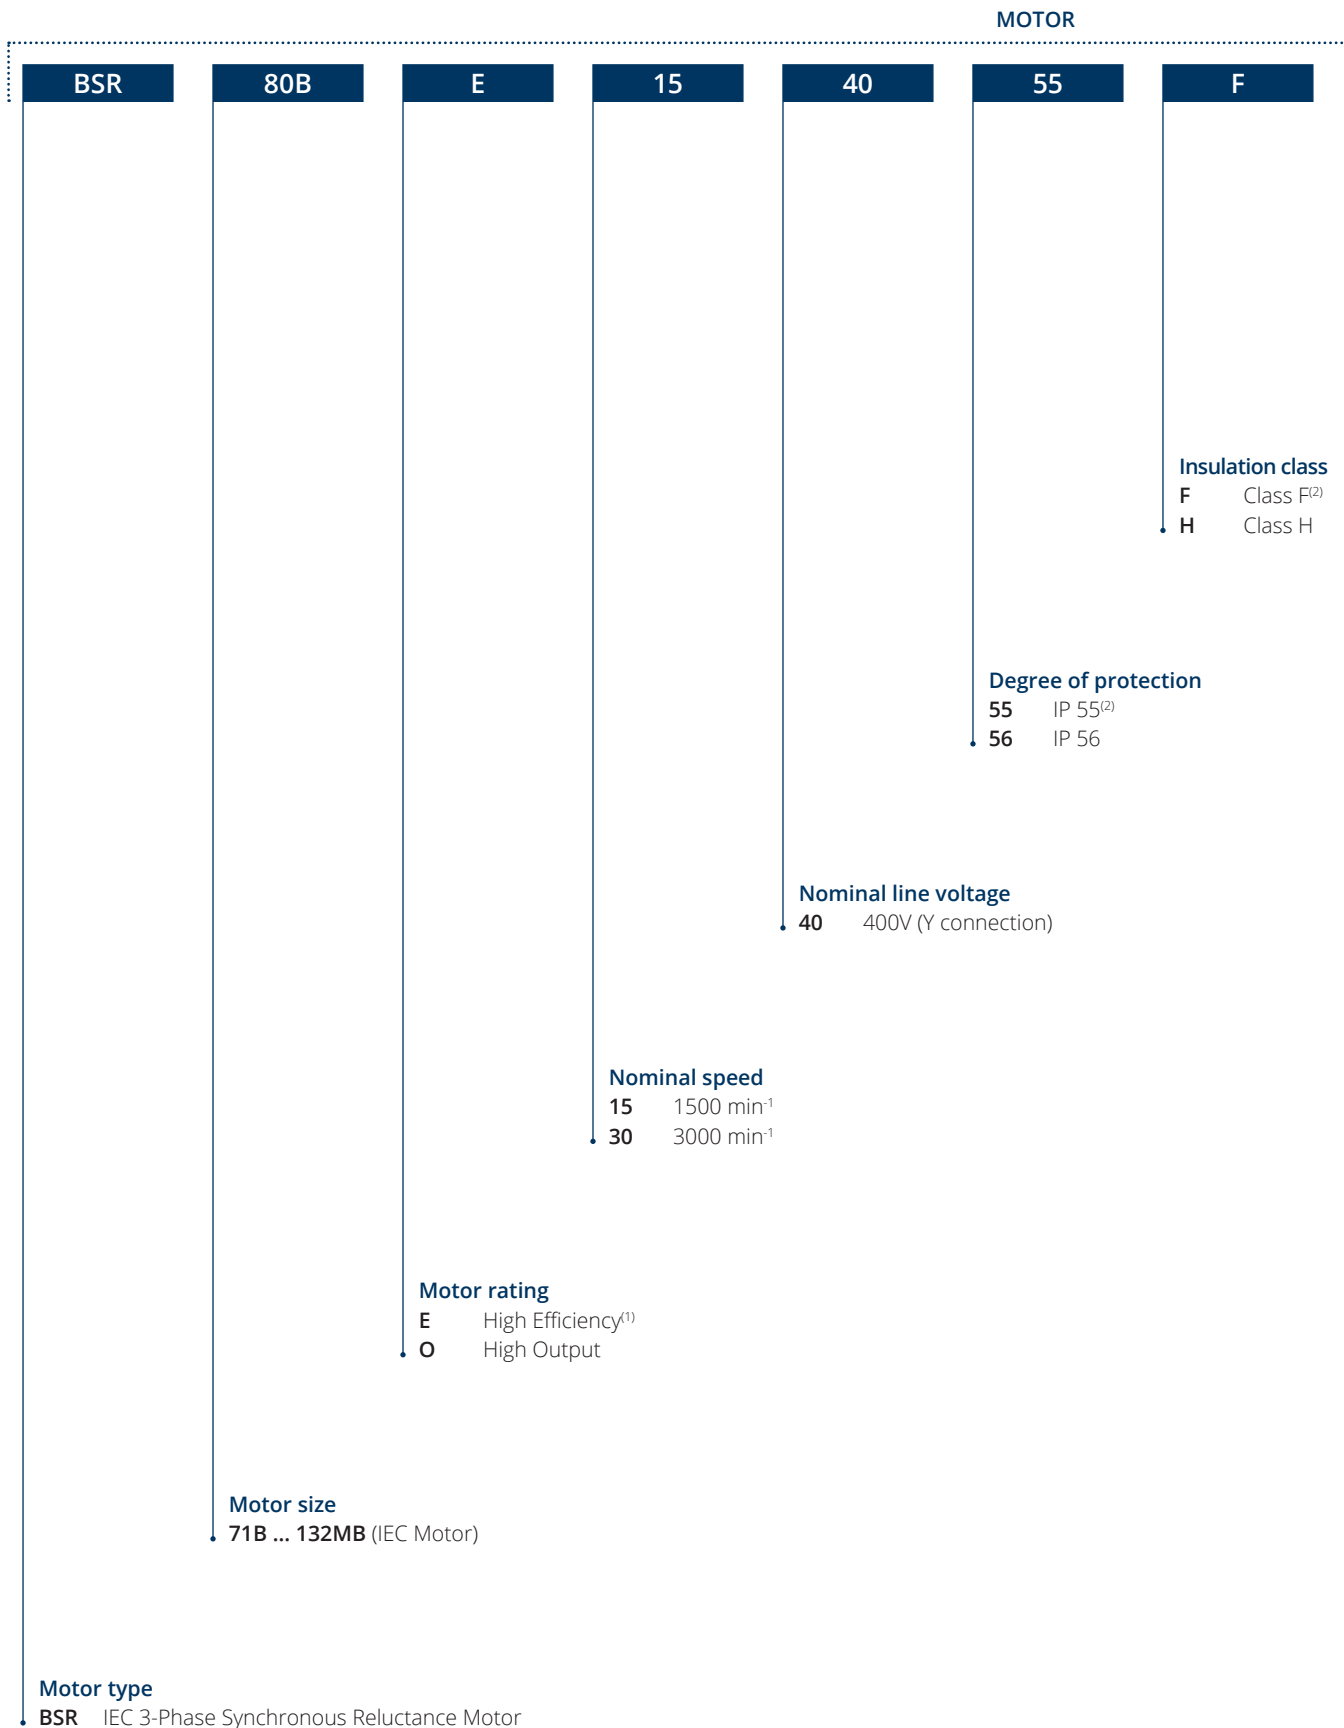 MOTOR
BSR 80B E 15 40 55 F
Insulation class
F Class F(2)
H Class H
Degree of protection
55 IP 55(2)
56 IP 56
Nominal line voltage
40 400V (Y connection)
Nominal speed
15 1500 min-1
30 3000 min-1
Motor rating
E High Efficiency(1)
O High Output
Motor size
71B ... 132MB (IEC Motor)
Motor type
BSR IEC 3-Phase Synchronous Reluctance Motor